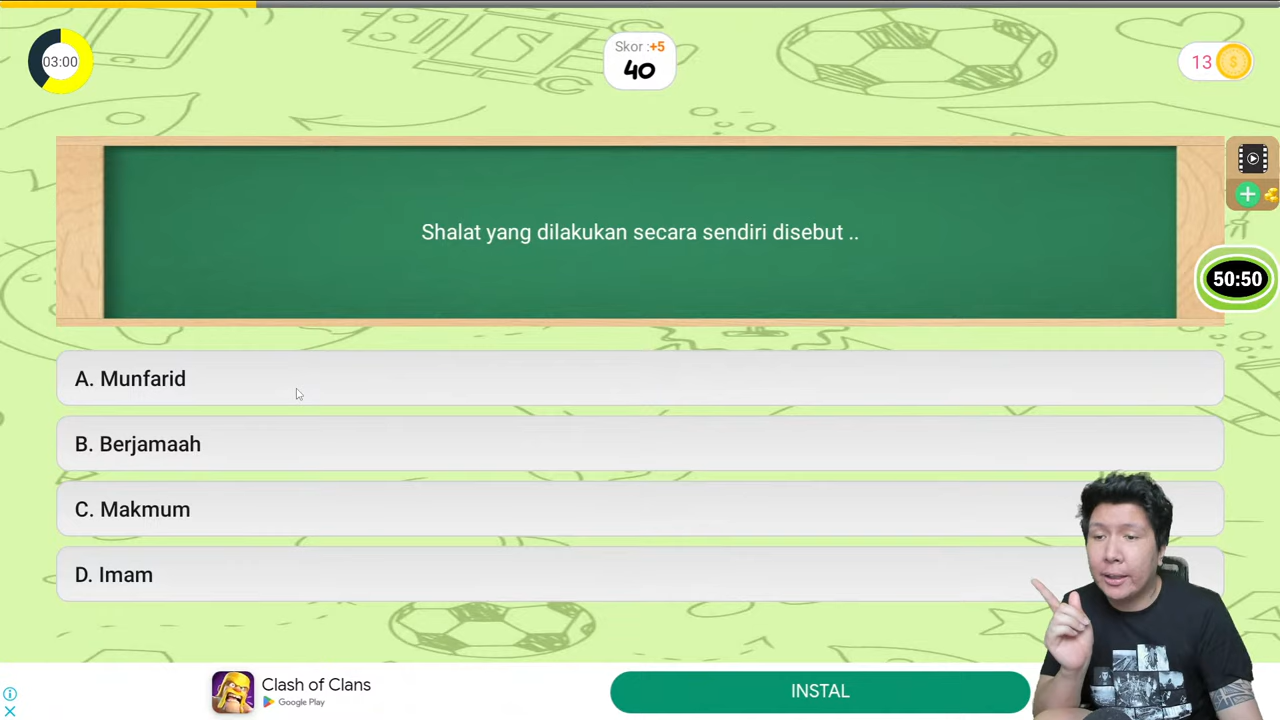 03:00
Skor :+5
40
13
Shalat yang dilakukan secara sendiri disebut ..
50:50
A. Munfarid
B. Berjamaah
C. Makmum
D. Imam
Clash of Clans
Google Play
INSTAL